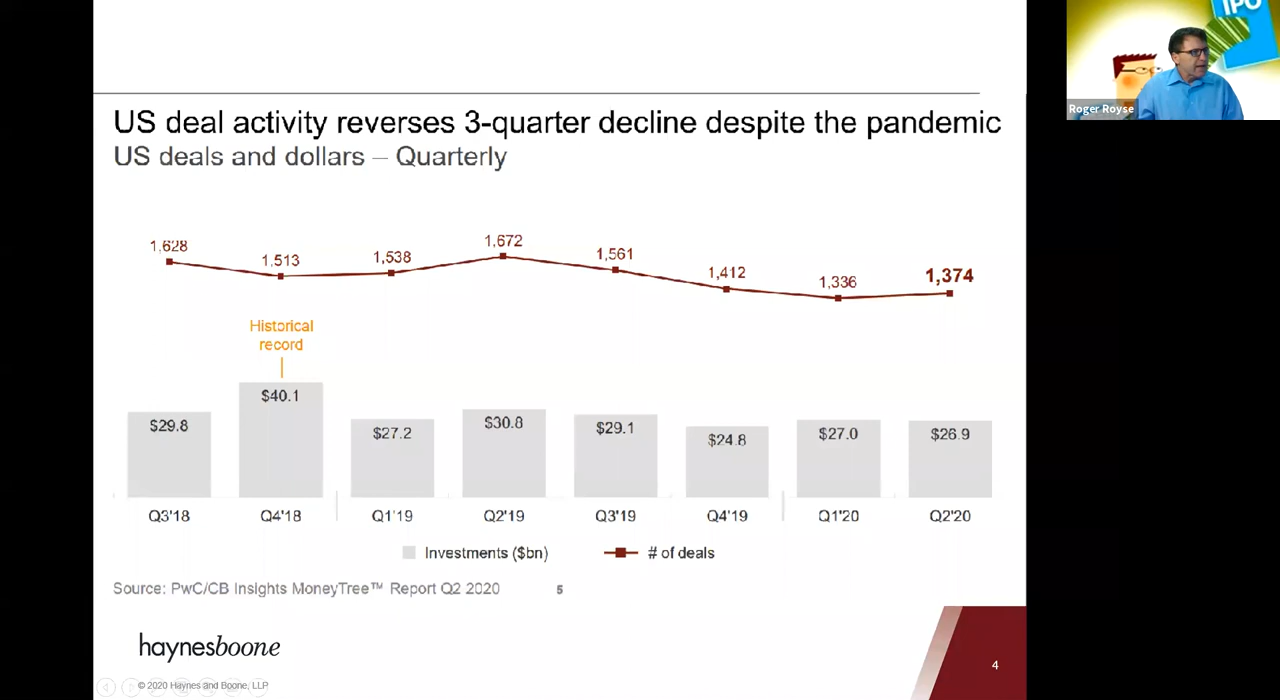 IPO
Roger Royse
US deal activity reverses 3-quarter decline despite the pandemic
US deals and dollars – Quarterly
1,628
1,513
1,538
1,672
1,561
1,412
1,336
1,374
Historical
record
$29.8
$40.1
$27.2
$30.8
$29.1
$24.8
$27.0
$26.9
Q3'18
Q4'18
Q1'19
Q2'19
Q3'19
Q4'19
Q1'20
Q2'20
Investments ($bn)
# of deals
Source: PwC/CB Insights MoneyTree™ Report Q2 2020
5
haynesboone
4
© 2020 Haynes and Boone, LLP